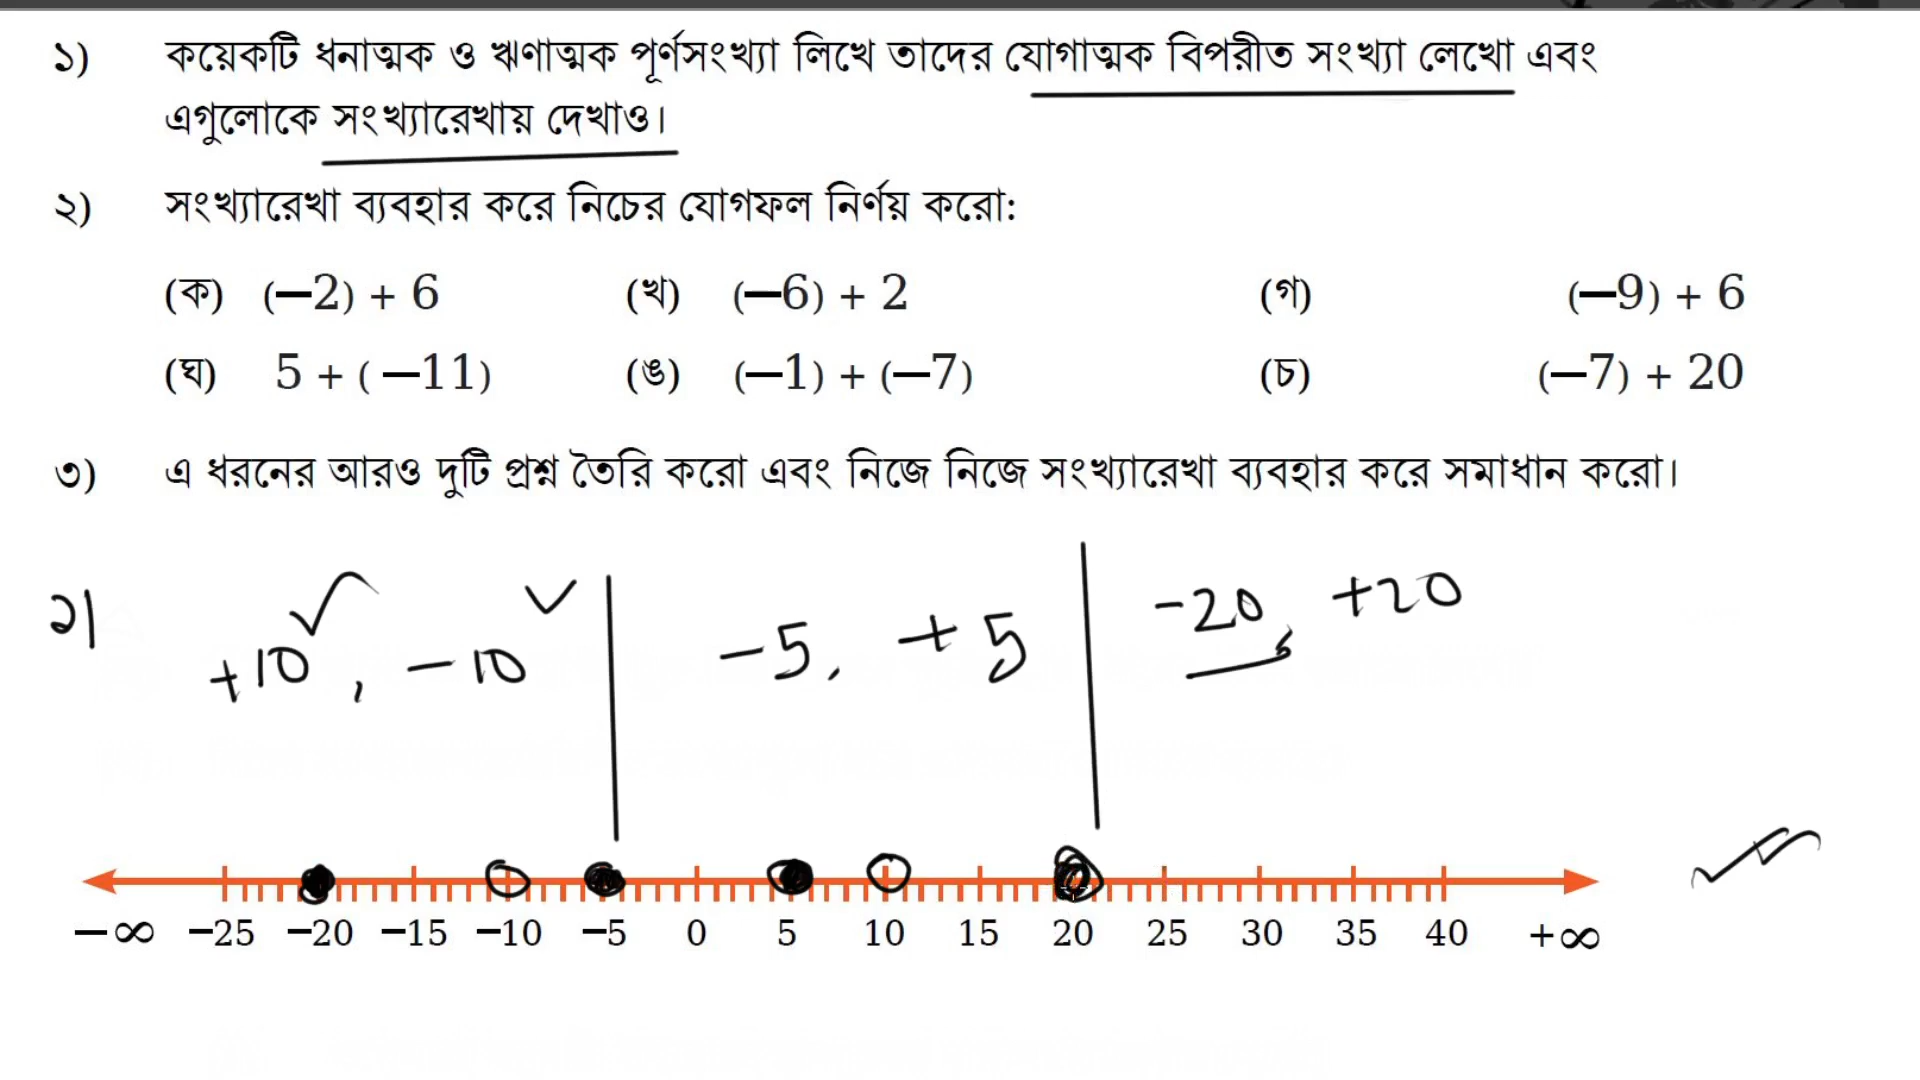 ১) কয়েকটি ধনাত্মক ও ঋণাত্মক পূর্ণসংখ্যা লিখে তাদের যোগাত্মক বিপরীত সংখ্যা লেখো এবং
এগুলোকে সংখ্যারেখায় দেখাও।
২) সংখ্যারেখা ব্যবহার করে নিচের যোগফল নির্ণয় করো:
(ক) (−2) + 6 (খ) (−6) + 2 (গ) (−9) + 6
(ঘ) 5 + ( −11) (ঙ) (−1) + (−7) (চ) (−7) + 20
৩) এ ধরনের আরও দুটি প্রশ্ন তৈরি করো এবং নিজে নিজে সংখ্যারেখা ব্যবহার করে সমাধান করো।
১| +10, −10 −5, +5 −20, +20
−∞ −25 −20 −15 −10 −5 0 5 10 15 20 25 30 35 40 +∞